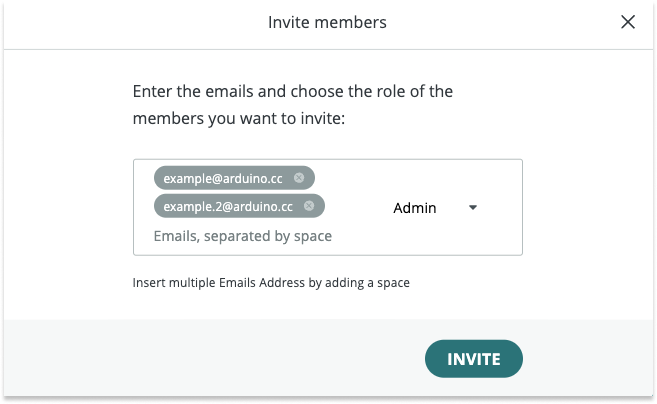 Invite members
Enter the emails and choose the role of the
members you want to invite:
example@arduino.cc
example.2@arduino.cc
Admin
Emails, separated by space
Insert multiple Emails Address by adding a space
INVITE